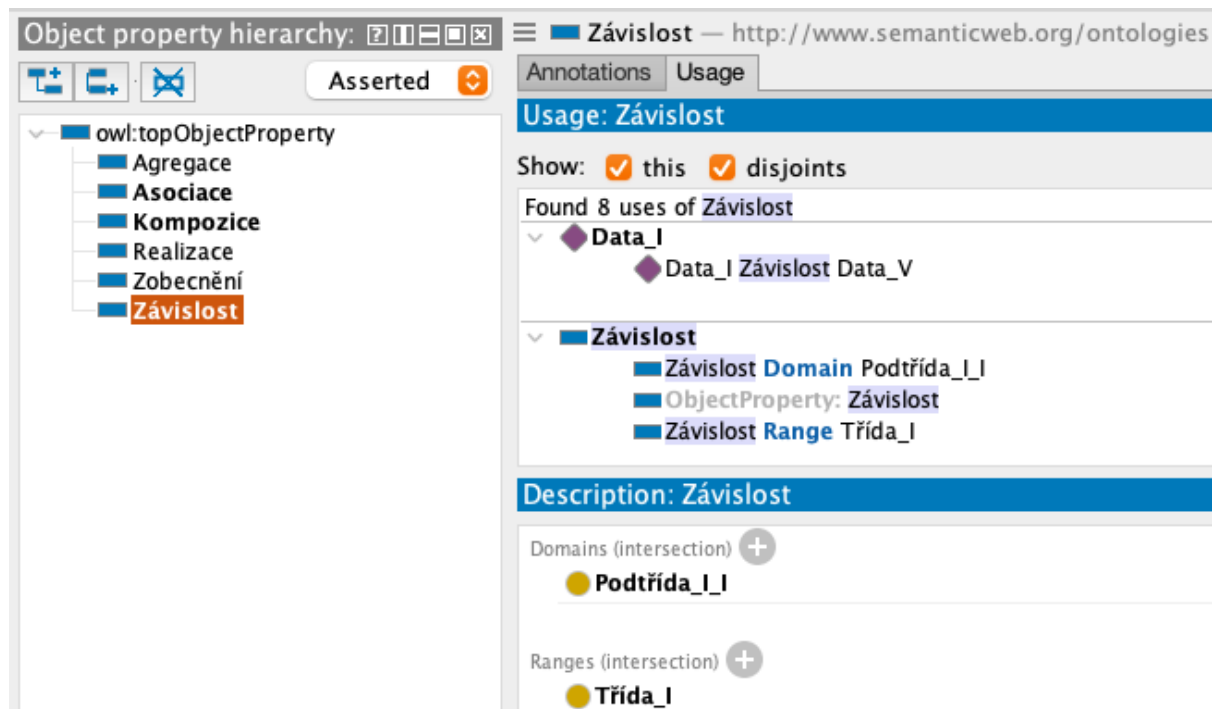 Object property hierarchy:
Asserted
owl:topObjectProperty
Agregace
Asociace
Kompozice
Realizace
Zobecnění
Závislost
Závislost — http://www.semanticweb.org/ontologies
Annotations Usage
Usage: Závislost
Show: this disjoints
Found 8 uses of Závislost
Data_I
Data_I Závislost Data_V
Závislost
Závislost Domain Podtřída_I_I
ObjectProperty: Závislost
Závislost Range Třída_I
Description: Závislost
Domains (intersection)
Podtřída_I_I
Ranges (intersection)
Třída_I